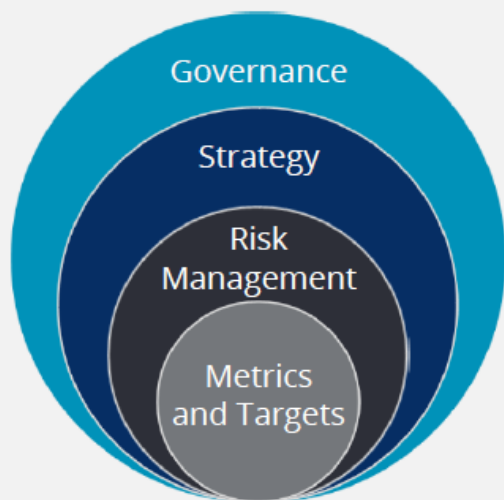 Governance
Strategy
Risk
Management
Metrics
and Targets